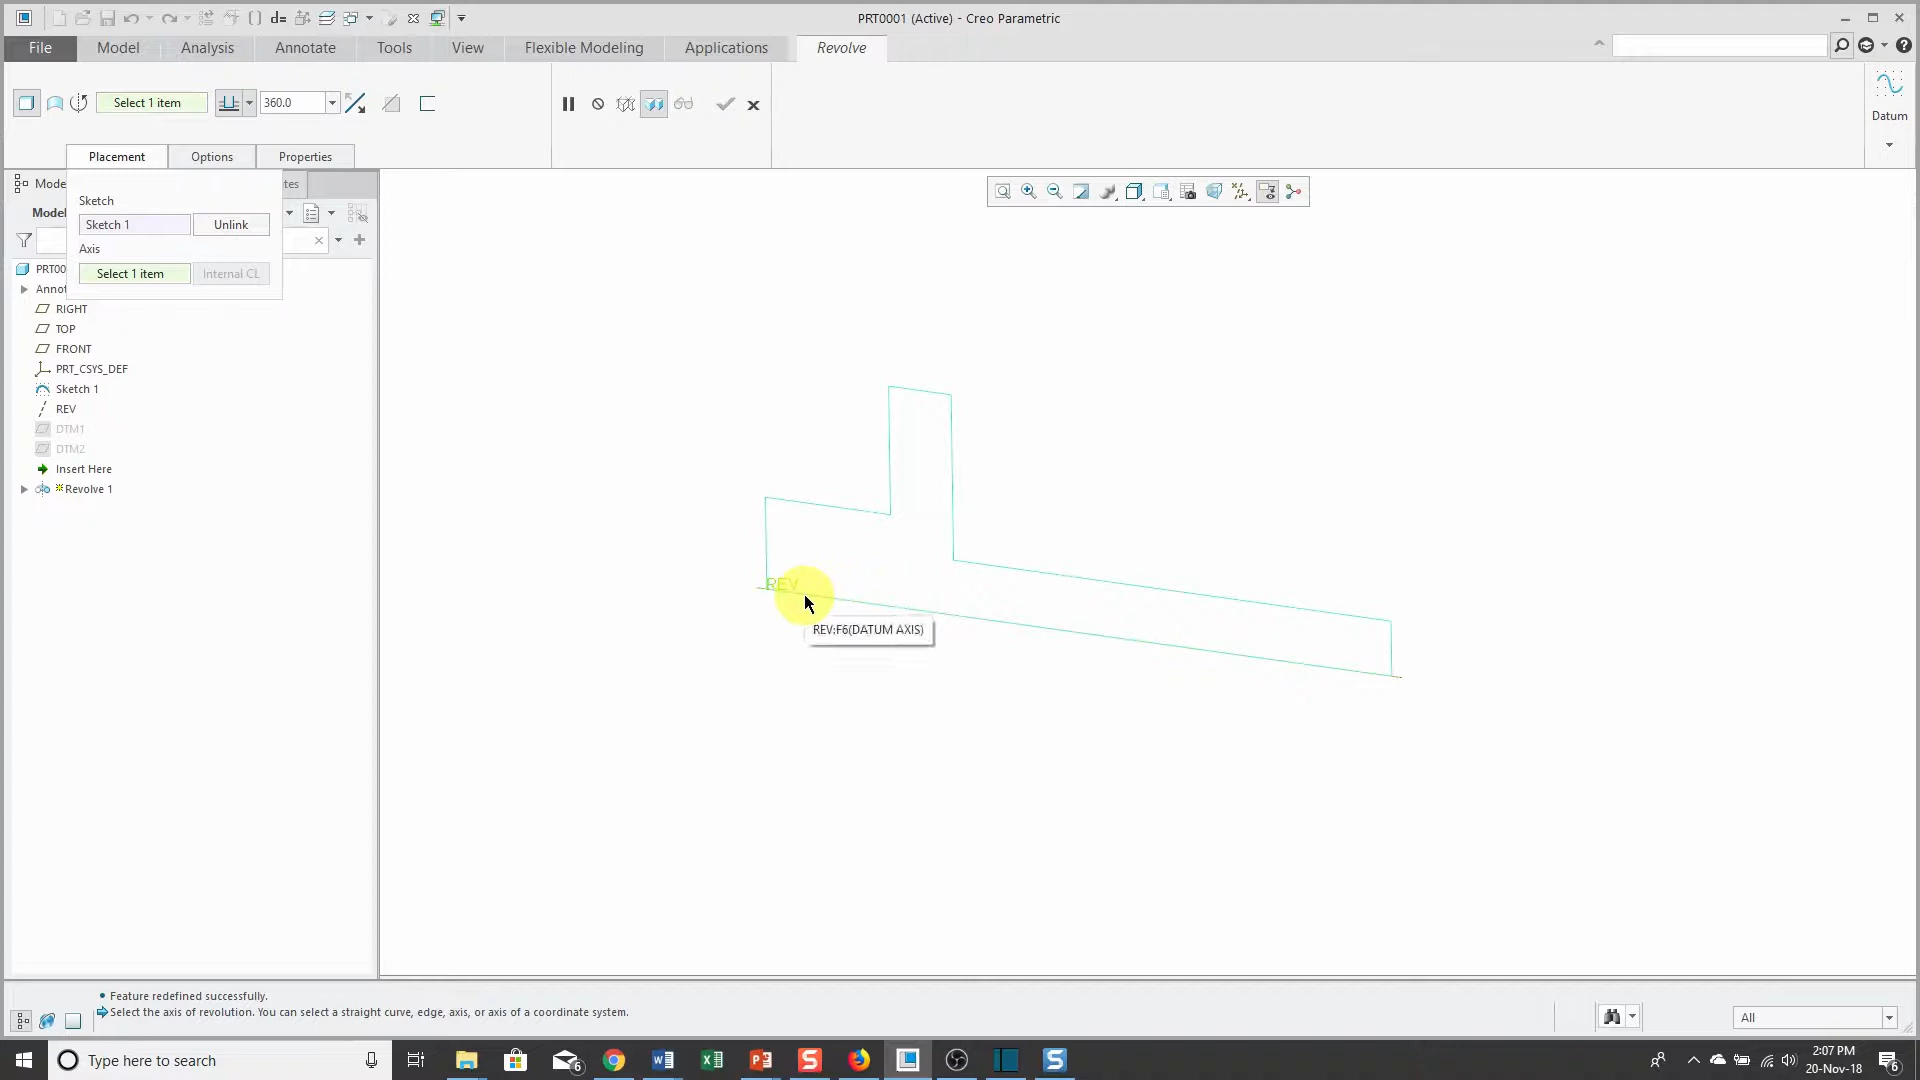 PRT0001 (Active) - Creo Parametric
File Model Analysis Annotate Tools View Flexible Modeling Applications Revolve
Select 1 item 360.0
Datum
Placement Options Properties
Mode tes
Sketch
Model
Sketch 1 Unlink
Axis
PRT00 Select 1 item Internal CL
Annot
RIGHT
TOP
FRONT
PRT_CSYS_DEF
Sketch 1
REV
DTM1
DTM2
Insert Here
Revolve 1
REV
REV:F6(DATUM AXIS)
Feature redefined successfully.
Select the axis of revolution. You can select a straight curve, edge, axis, or axis of a coordinate system.
All
Type here to search
6
2:07 PM
20-Nov-18
6